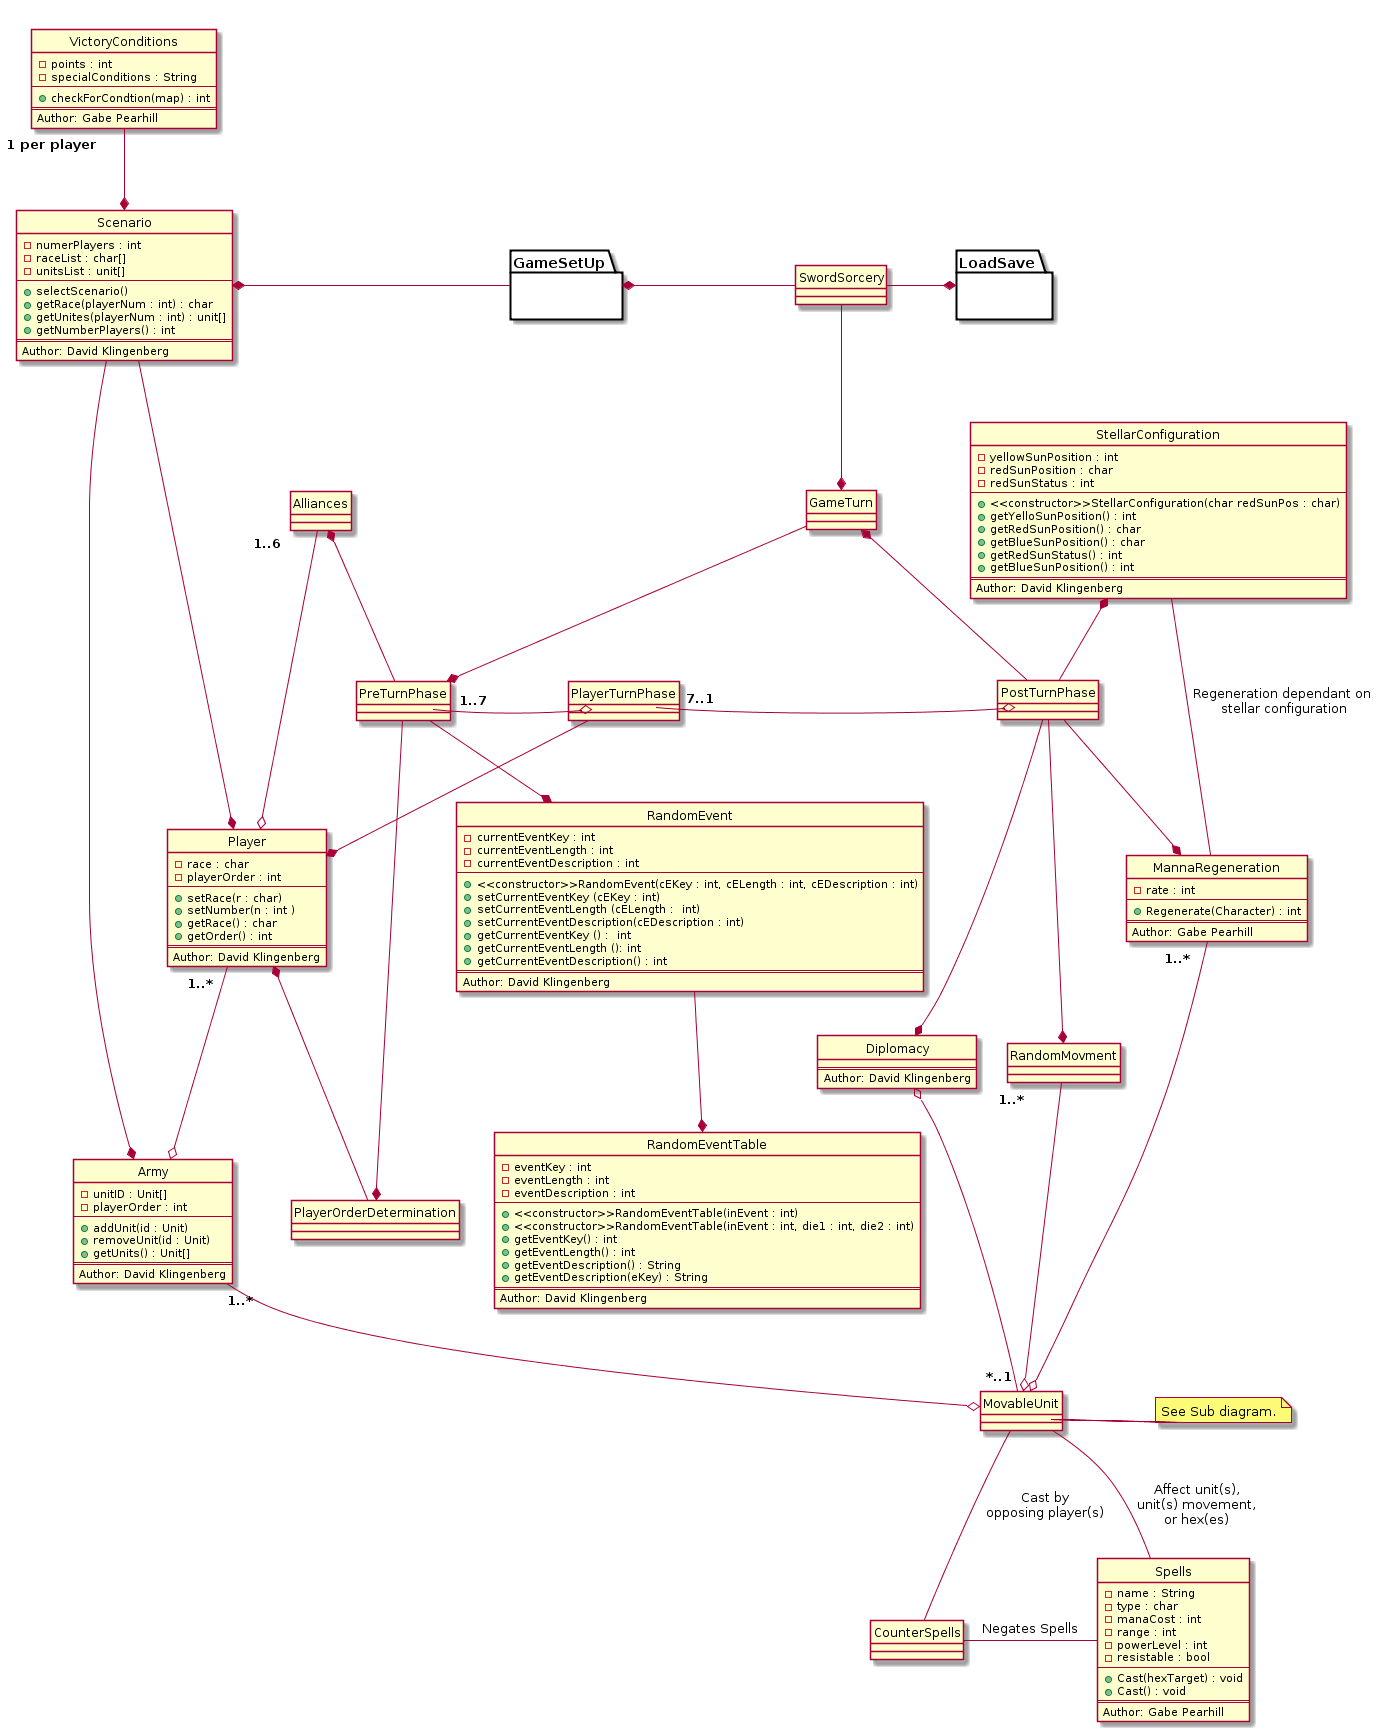 VictoryConditions
points : int
specialConditions : String
checkForCondtion(map) : int
Author: Gabe Pearhill
1 per player
Scenario
numerPlayers : int
raceList : char[]
unitsList : unit[]
selectScenario()
getRace(playerNum : int) : char
getUnites(playerNum : int) : unit[]
getNumberPlayers() : int
Author: David Klingenberg
GameSetUp
SwordSorcery
LoadSave
StellarConfiguration
yellowSunPosition : int
redSunPosition : char
redSunStatus : int
<<constructor>>StellarConfiguration(char redSunPos : char)
getYelloSunPosition() : int
getRedSunPosition() : char
getBlueSunPosition() : char
getRedSunStatus() : int
getBlueSunPosition() : int
Author: David Klingenberg
Alliances
1..6
GameTurn
PreTurnPhase
1..7
PlayerTurnPhase
7..1
PostTurnPhase
Regeneration dependant on
stellar configuration
Player
race : char
playerOrder : int
setRace(r : char)
setNumber(n : int )
getRace() : char
getOrder() : int
Author: David Klingenberg
1..*
RandomEvent
currentEventKey : int
currentEventLength : int
currentEventDescription : int
<<constructor>>RandomEvent(cEKey : int, cELength : int, cEDescription : int)
setCurrentEventKey (cEKey : int)
setCurrentEventLength (cELength :  int)
setCurrentEventDescription(cEDescription : int)
getCurrentEventKey () :  int
getCurrentEventLength (): int
getCurrentEventDescription() : int
Author: David Klingenberg
MannaRegeneration
rate : int
Regenerate(Character) : int
Author: Gabe Pearhill
1..*
Diplomacy
Author: David Klingenberg
RandomMovment
1..*
Army
unitID : Unit[]
playerOrder : int
addUnit(id : Unit)
removeUnit(id : Unit)
getUnits() : Unit[]
Author: David Klingenberg
1..*
PlayerOrderDetermination
RandomEventTable
eventKey : int
eventLength : int
eventDescription : int
<<constructor>>RandomEventTable(inEvent : int)
<<constructor>>RandomEventTable(inEvent : int, die1 : int, die2 : int)
getEventKey() : int
getEventLength() : int
getEventDescription() : String
getEventDescription(eKey) : String
Author: David Klingenberg
*..1
MovableUnit
See Sub diagram.
Cast by
opposing player(s)
Affect unit(s),
unit(s) movement,
or hex(es)
CounterSpells
Negates Spells
Spells
name : String
type : char
manaCost : int
range : int
powerLevel : int
resistable : bool
Cast(hexTarget) : void
Cast() : void
Author: Gabe Pearhill